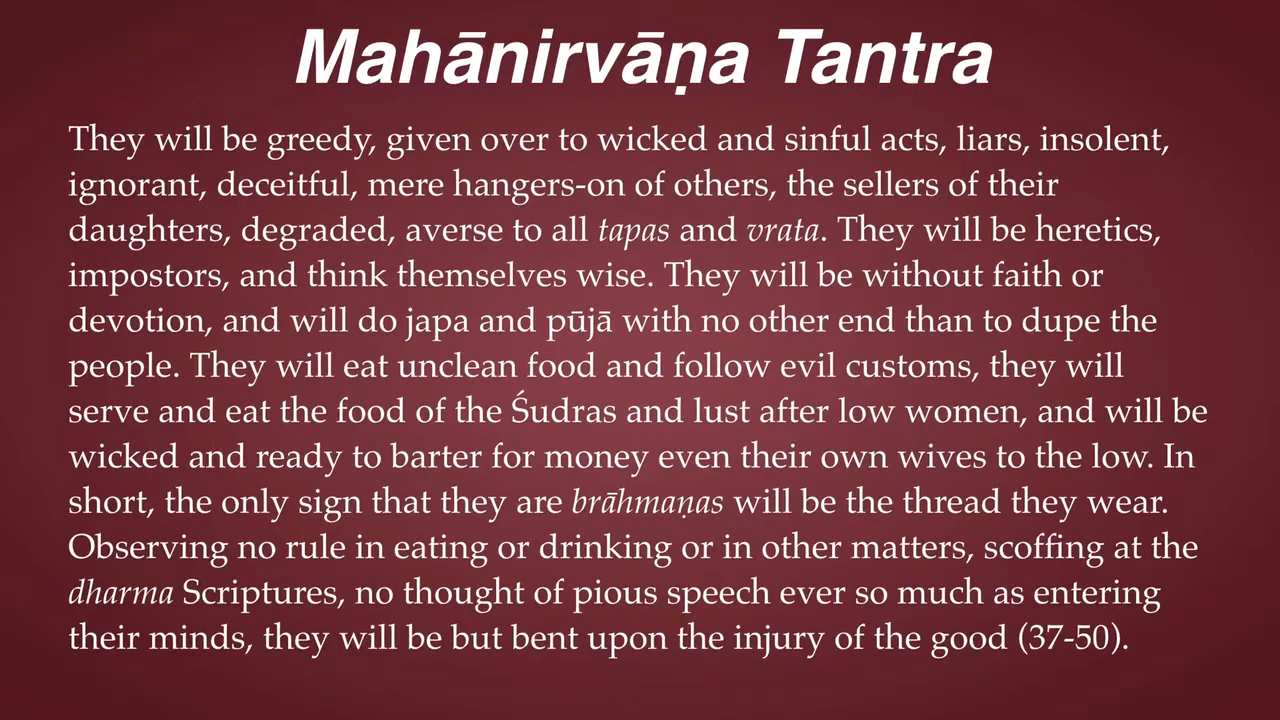 Mahānirvāṇa Tantra
They will be greedy, given over to wicked and sinful acts, liars, insolent,
ignorant, deceitful, mere hangers-on of others, the sellers of their
daughters, degraded, averse to all tapas and vrata. They will be heretics,
impostors, and think themselves wise. They will be without faith or
devotion, and will do japa and pūjā with no other end than to dupe the
people. They will eat unclean food and follow evil customs, they will
serve and eat the food of the Śudras and lust after low women, and will be
wicked and ready to barter for money even their own wives to the low. In
short, the only sign that they are brāhmaṇas will be the thread they wear.
Observing no rule in eating or drinking or in other matters, scoffing at the
dharma Scriptures, no thought of pious speech ever so much as entering
their minds, they will be but bent upon the injury of the good (37-50).